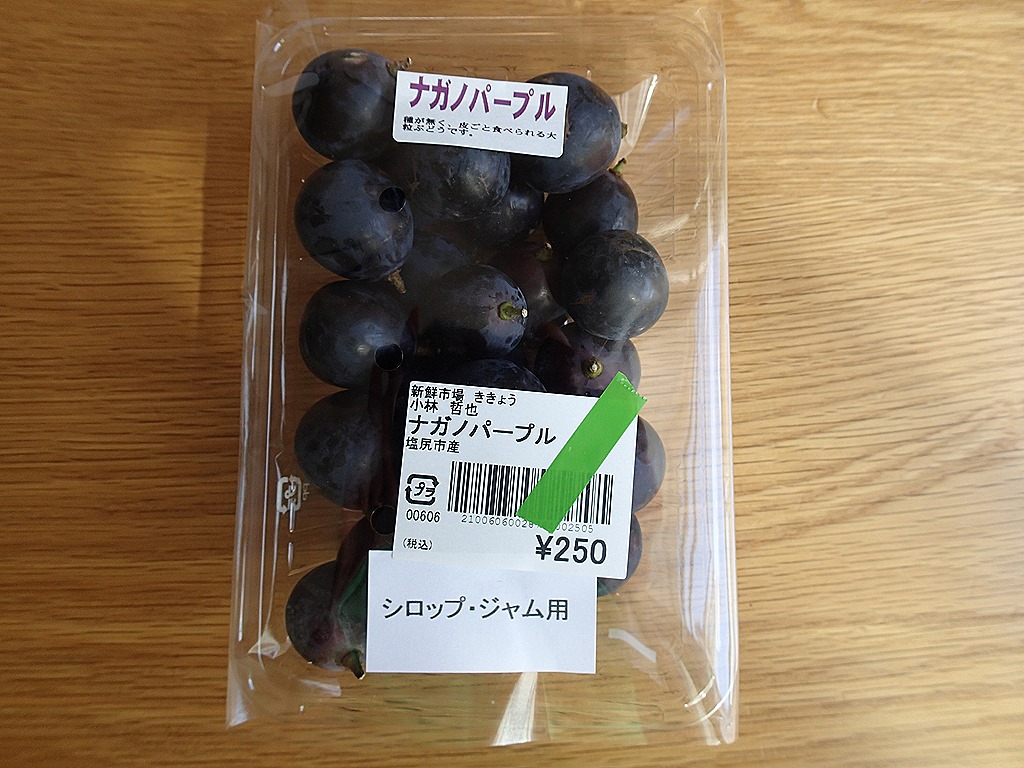 ナガノパープル
種が無く、皮ごと食べられる大
粒ぶどうです。
新鮮市場 ききょう
小林 哲也
ナガノパープル
塩尻市産
プラ
00606
(税込)
¥250
シロップ・ジャム用